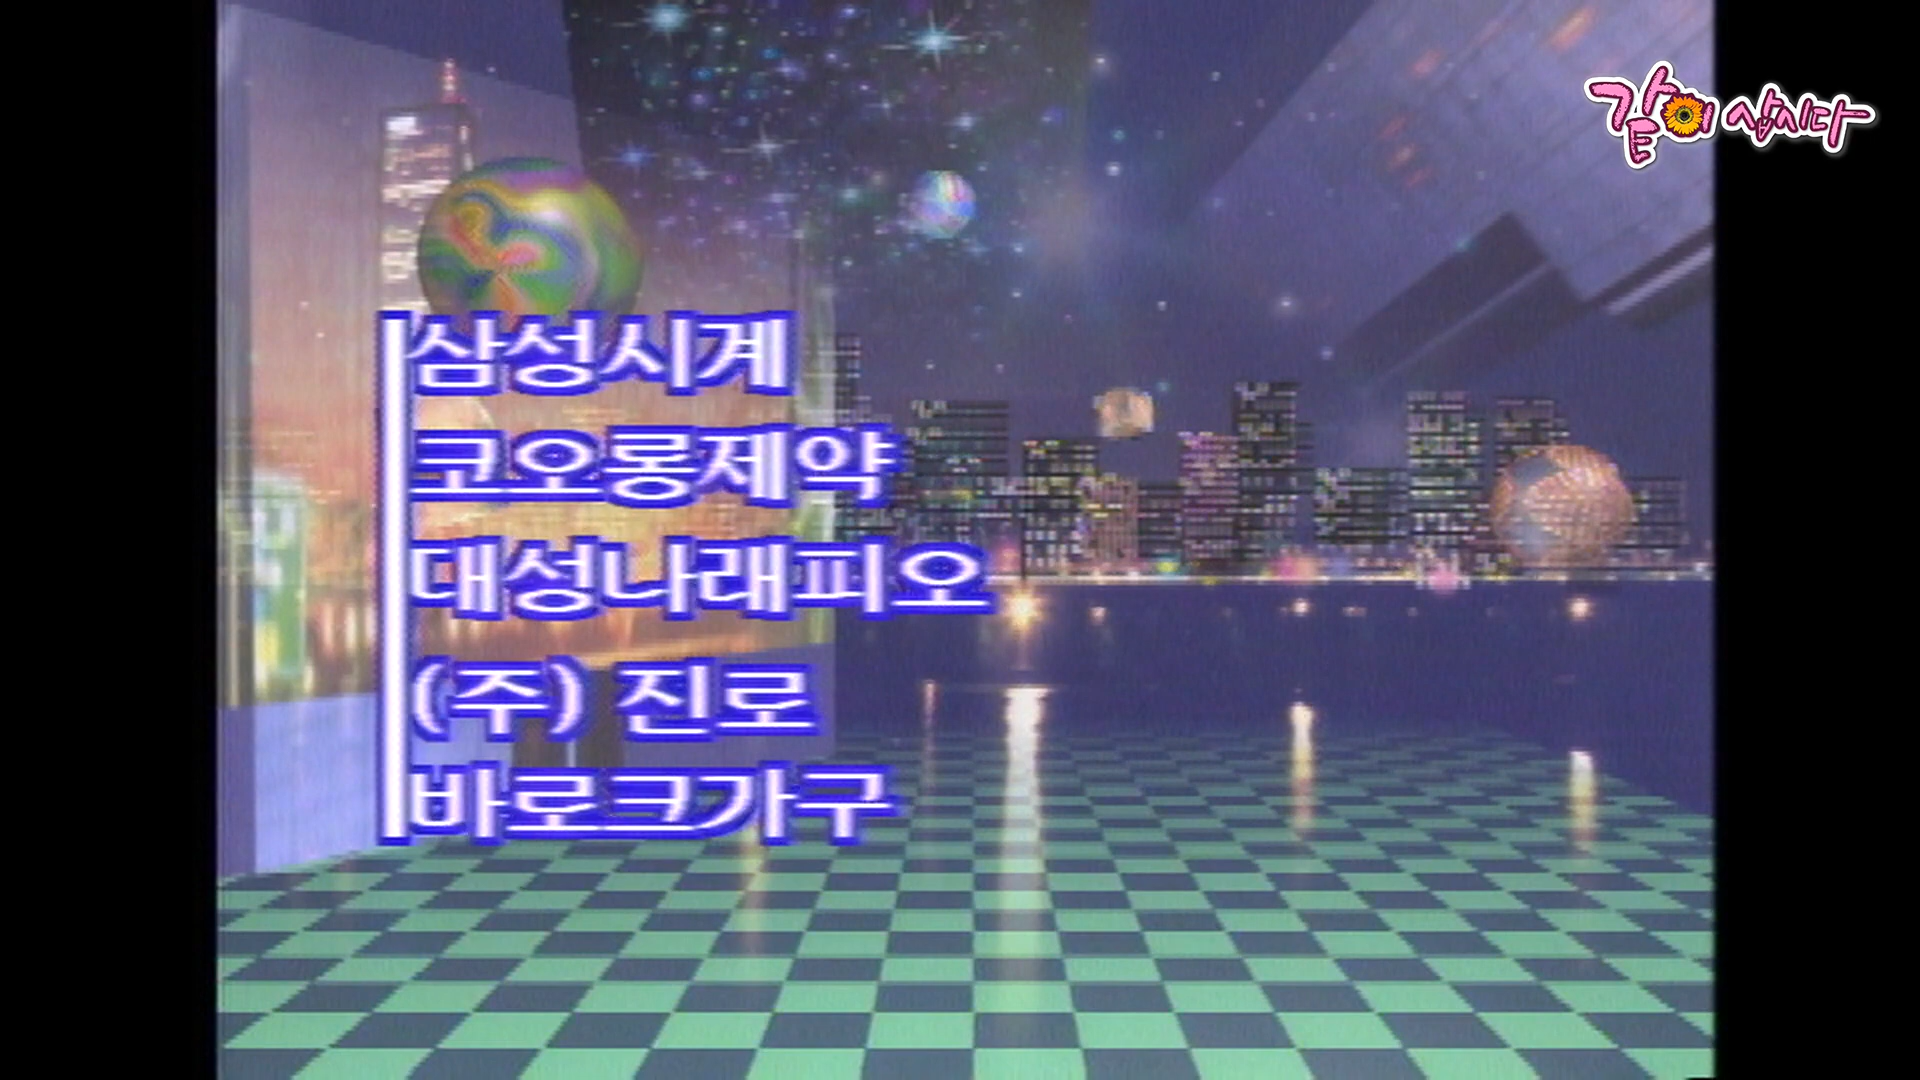 같이 삽시다
삼성시계
코오롱제약
대성나래피오
(주) 진로
바로크가구